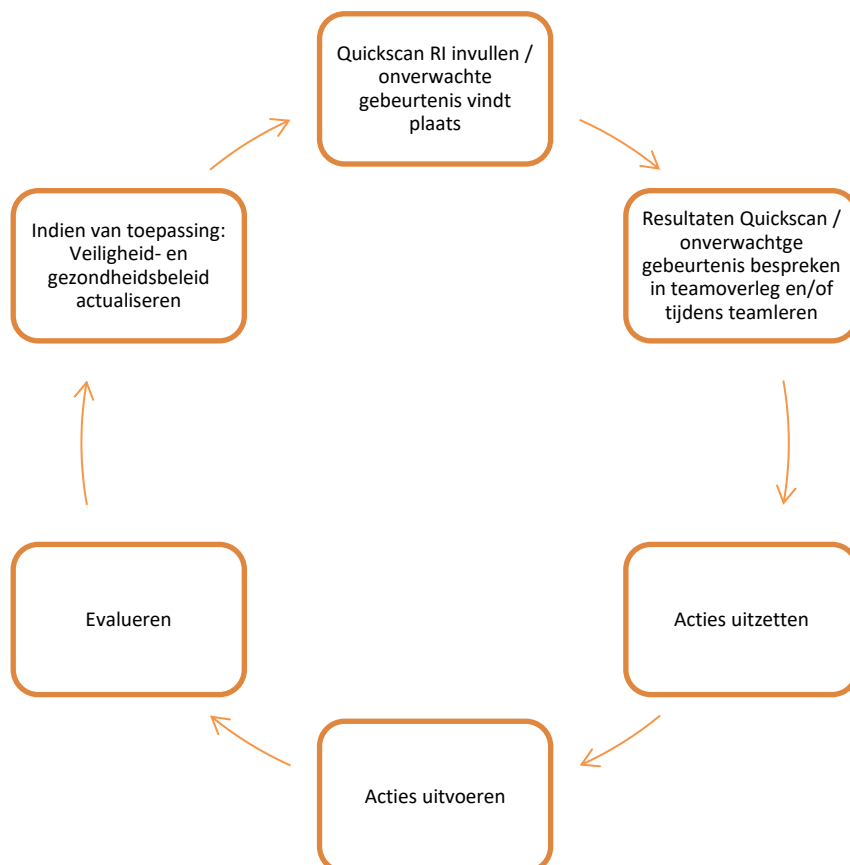 Quickscan RI invullen /
onverwachte
gebeurtenis vindt
plaats
Resultaten Quickscan /
onverwachtge
gebeurtenis bespreken
in teamoverleg en/of
tijdens teamleren
Acties uitzetten
Acties uitvoeren
Evalueren
Indien van toepassing:
Veiligheid- en
gezondheidsbeleid
actualiseren